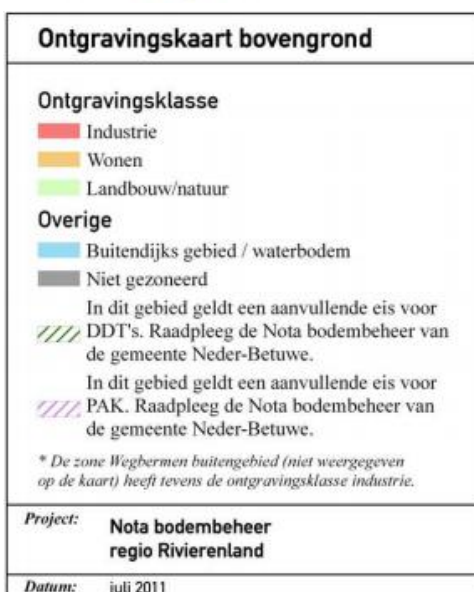 Ontgravingskaart bovengrond
Ontgravingsklasse
Industrie
Wonen
Landbouw/natuur
Overige
Buitendijks gebied / waterbodem
Niet gezoneerd
In dit gebied geldt een aanvullende eis voor
DDT's. Raadpleeg de Nota bodembeheer van
de gemeente Neder-Betuwe.
In dit gebied geldt een aanvullende eis voor
PAK. Raadpleeg de Nota bodembeheer van
de gemeente Neder-Betuwe.
* De zone Wegbermen buitengebied (niet weergegeven
op de kaart) heeft tevens de ontgravingsklasse industrie.
Project: Nota bodembeheer
regio Rivierenland
Datum: juli 2011